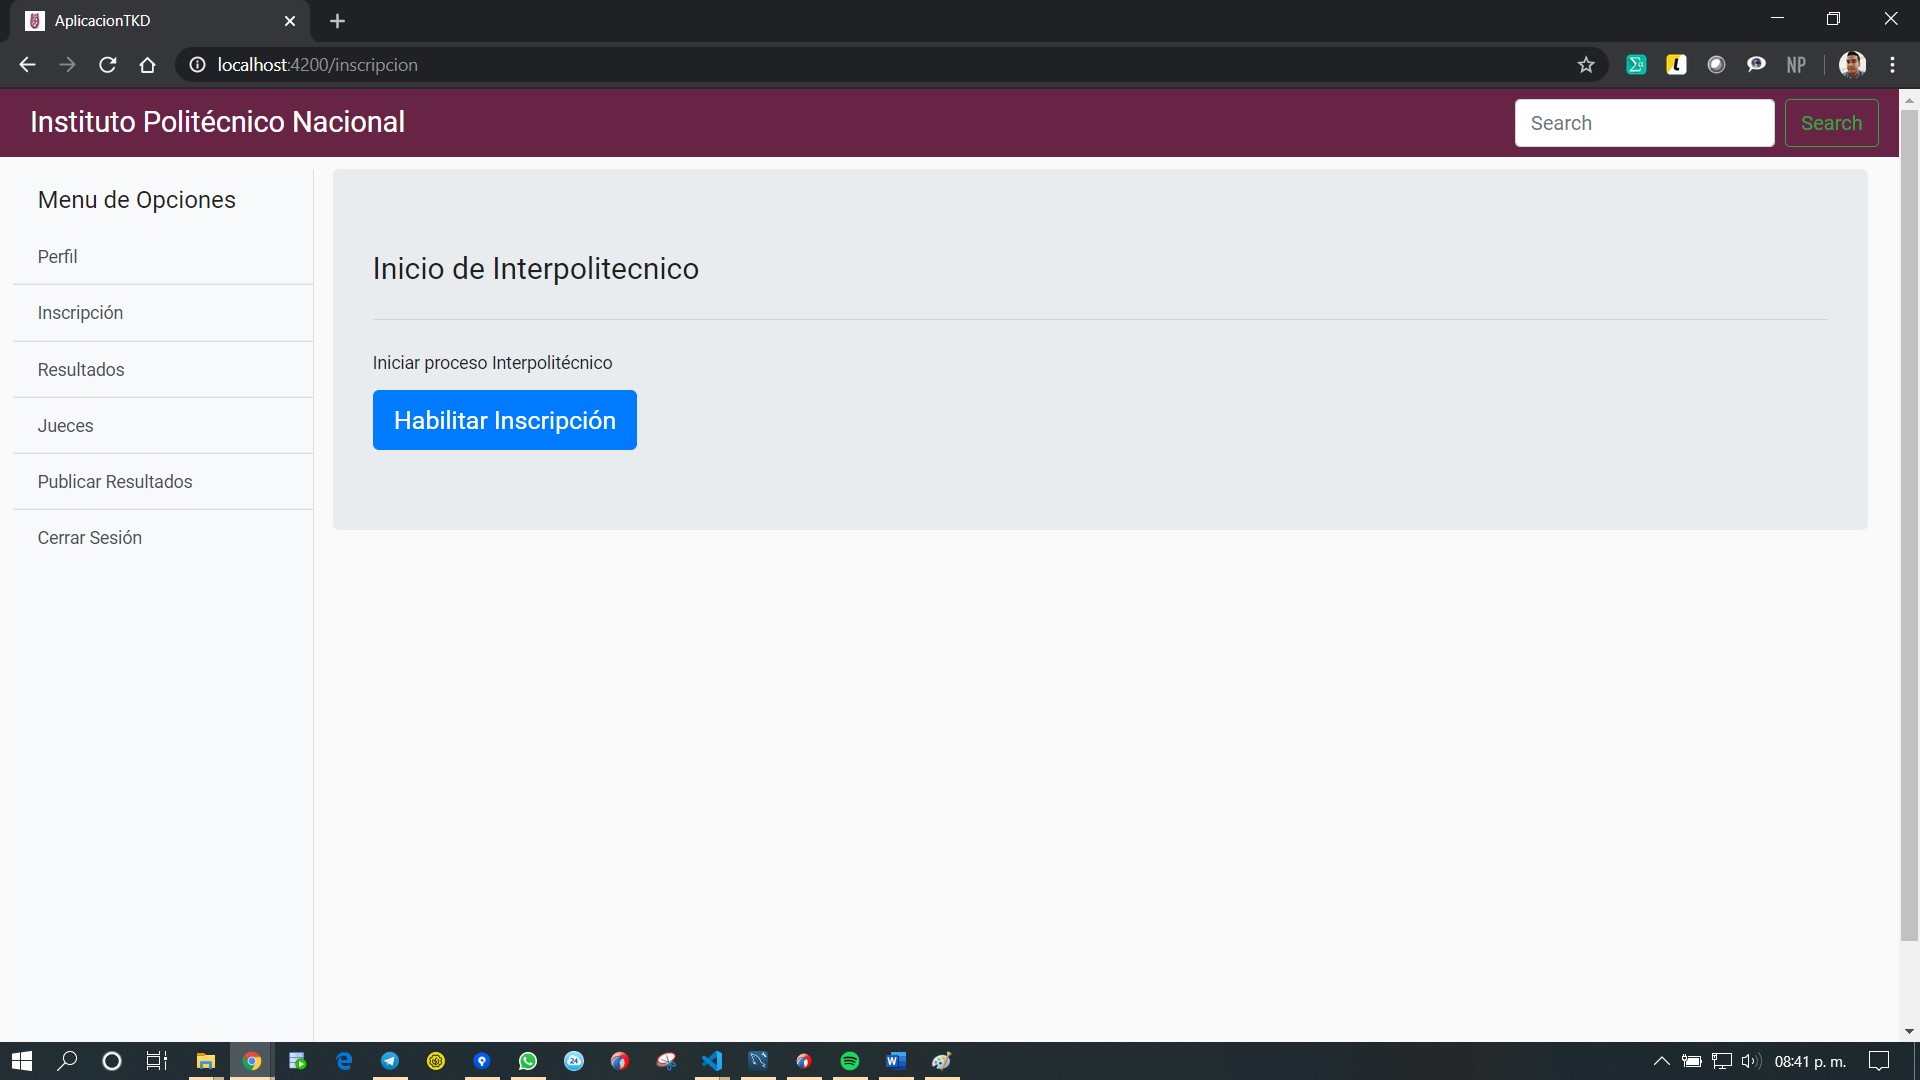 AplicacionTKD
localhost:4200/inscripcion
NP
Instituto Politécnico Nacional
Search
Search
Menu de Opciones
Perfil
Inscripción
Resultados
Jueces
Publicar Resultados
Cerrar Sesión
Inicio de Interpolitecnico
Iniciar proceso Interpolitécnico
Habilitar Inscripción
24
08:41 p. m.